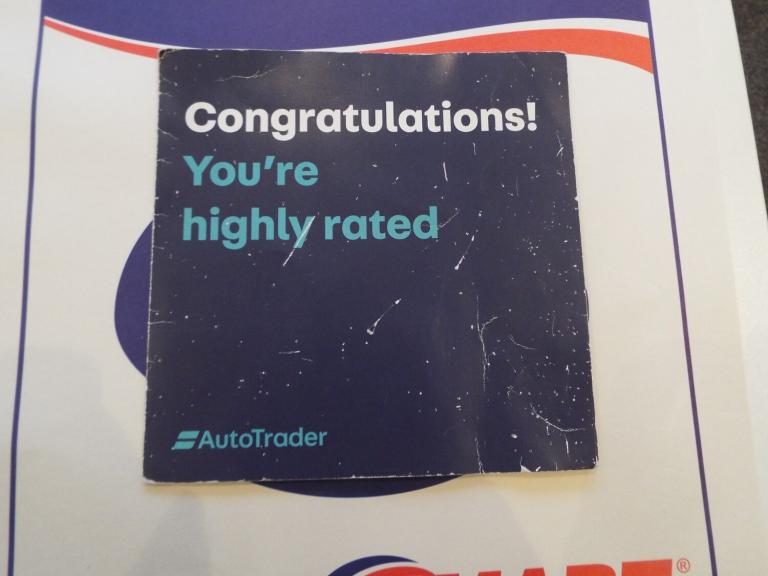 Congratulations!
You're
highly rated
AutoTrader
®